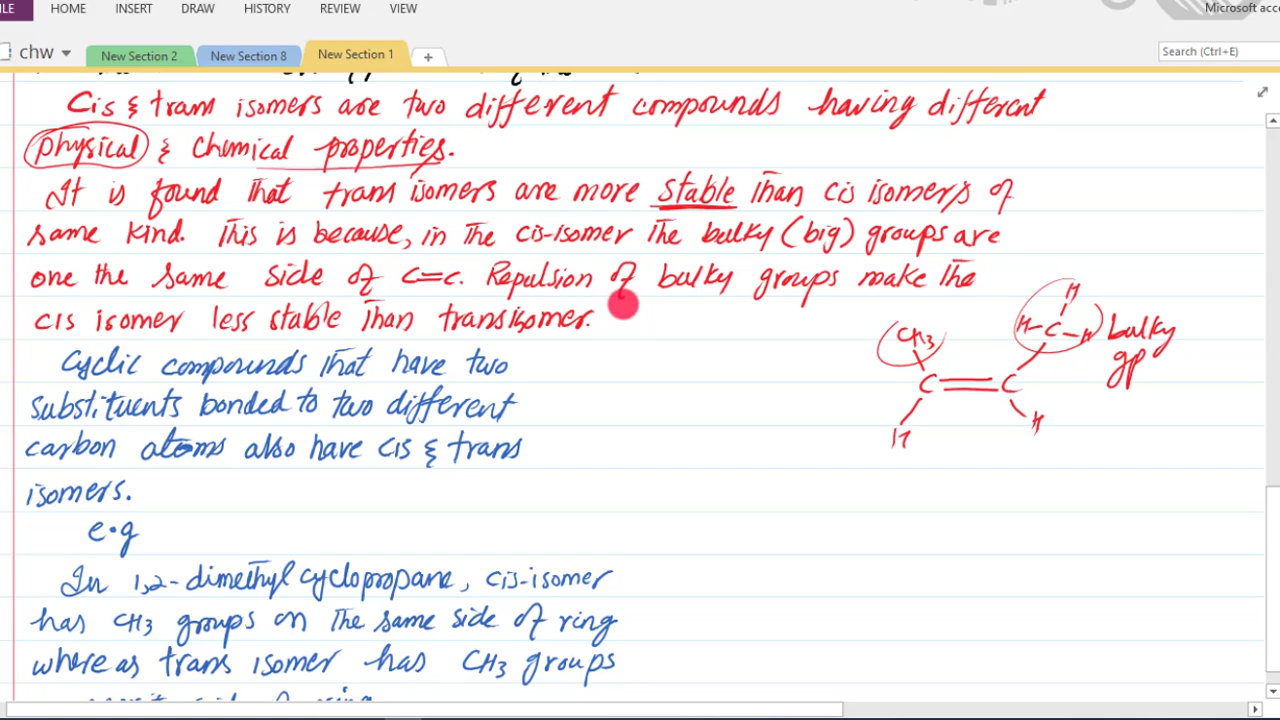 HOME INSERT DRAW HISTORY REVIEW VIEW
chw New Section 2 New Section 8 New Section 1 + Search (Ctrl+E)
Cis & trans isomers are two different compounds having different
physical & chemical properties.
It is found that trans isomers are more stable than cis isomers of
same kind. This is because, in the cis-isomer the bulky (big) groups are
one the same side of C=C. Repulsion of bulky groups make the
cis isomer less stable than trans isomer.
H
CH3 H-C-H bulky
gp
C=C
H H
Cyclic compounds that have two
substituents bonded to two different
carbon atoms also have cis & trans
isomers.
e.g
In 1,2-dimethyl cyclopropane, cis-isomer
has CH3 groups on the same side of ring
where as trans isomer has CH3 groups